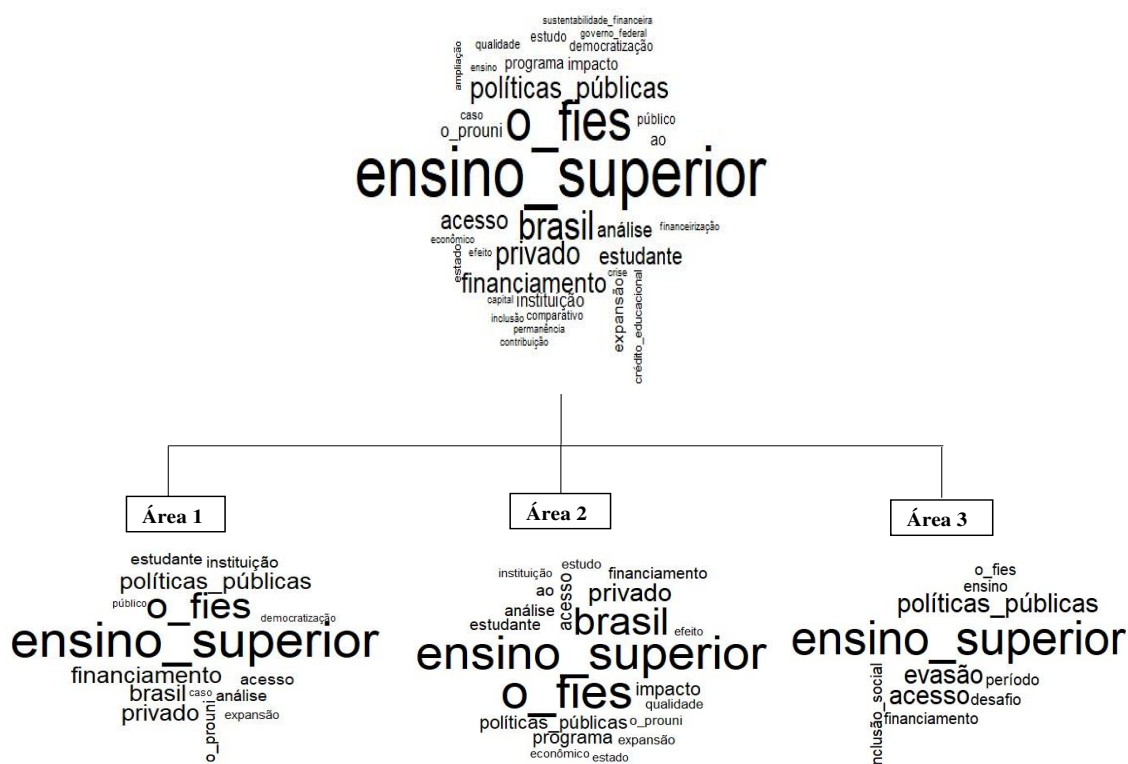 sustentabilidade_financeira
estudo governo_federal
qualidade democratização
ampliação
ensino programa impacto
políticas_públicas
caso o_fies público
o_prouni ao
ensino_superior
acesso brasil análise financeirização
econômico
estado efeito privado estudante
financiamento crise
capital instituição expansão
inclusão comparativo crédito_educacional
permanência
contribuição
Área 1
Área 2
Área 3
estudante instituição
políticas_públicas
público o_fies democratização
ensino_superior
financiamento acesso
brasil caso análise
privado expansão
o_prouni
estudo
instituição financiamento
ao acesso privado
análise brasil
estudante efeito
ensino_superior
o_fies impacto
qualidade
políticas_públicas o_prouni
programa expansão
econômico estado
o_fies
ensino
políticas_públicas
ensino_superior
evasão período
inclusão_social acesso desafio
financiamento